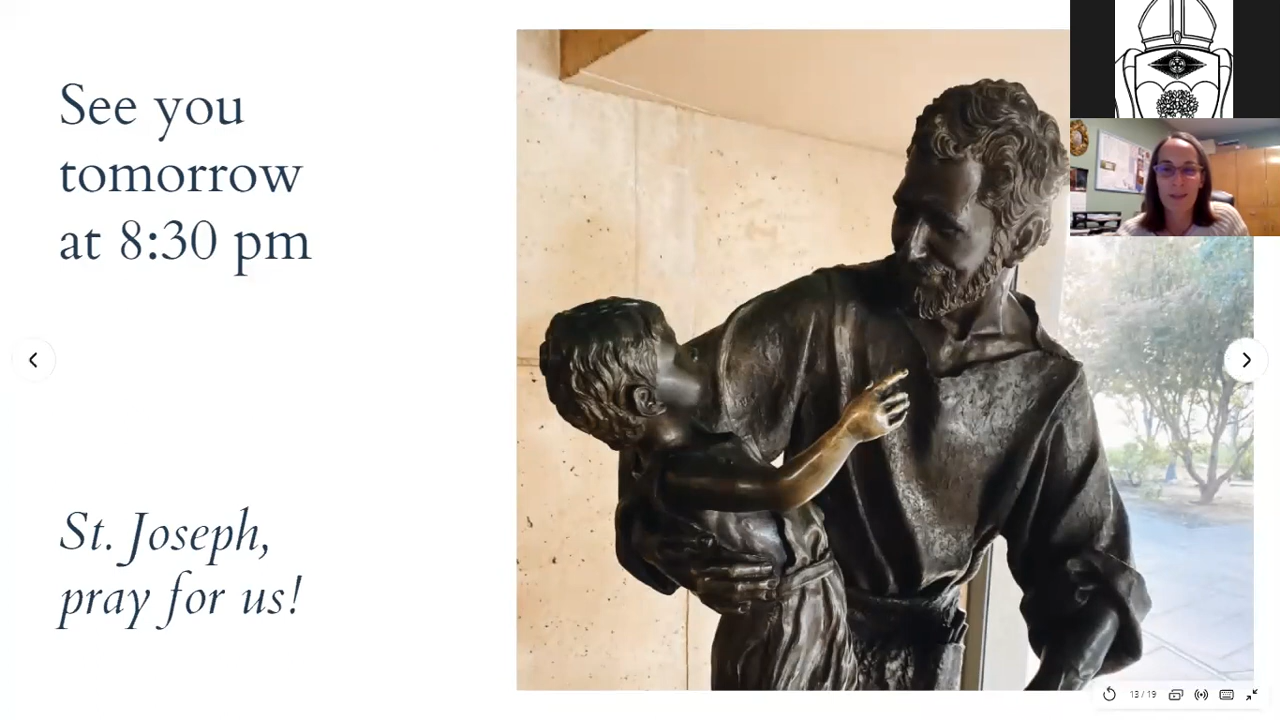 See you
tomorrow
at 8:30 pm
St. Joseph,
pray for us!
13 / 19